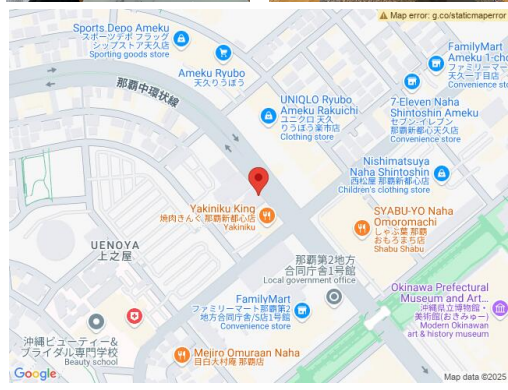 Map error: g.co/staticmaperror
Sports Depo Ameku
スポーツデポ フラッグ
シップストア天久店
Sporting goods store
FamilyMart
Ameku 1-cho
ファミリーマー
天久一丁目店
Convenience sto
Ameku Ryubo
天久りうぼう
那覇中環状線
UNIQLO Ryubo
Ameku Rakuichi
ユニクロ 天久
りうぼう楽市店
Clothing store
7-Eleven Naha
Shintoshin Ameku
セブン-イレブン
那覇新都心天久店
Convenience store
Nishimatsuya
Naha Shintoshin
西松屋 那覇新都心店
Children's clothing store
Yakiniku King
焼肉きんぐ 那覇新都心店
Yakiniku
SYABU-YO Naha
Omoromachi
しゃぶ葉 那覇
おもろまち店
Shabu Shabu
UENOYA
上之屋
那覇第2地方
合同庁舎1号館
Local government office
Okinawa Prefectural
Museum and Art...
沖縄県立博物館・
美術館(おきみゅー)
Modern Okinawan
art & history museum
FamilyMart
ファミリーマート那覇第2
地方合同庁舎/S店1号館
Convenience store
沖縄ビューティー&
ブライダル専門学校
Beauty school
Mejiro Omuraan Naha
目白大村庵 那覇店
Google
Map data ©2025